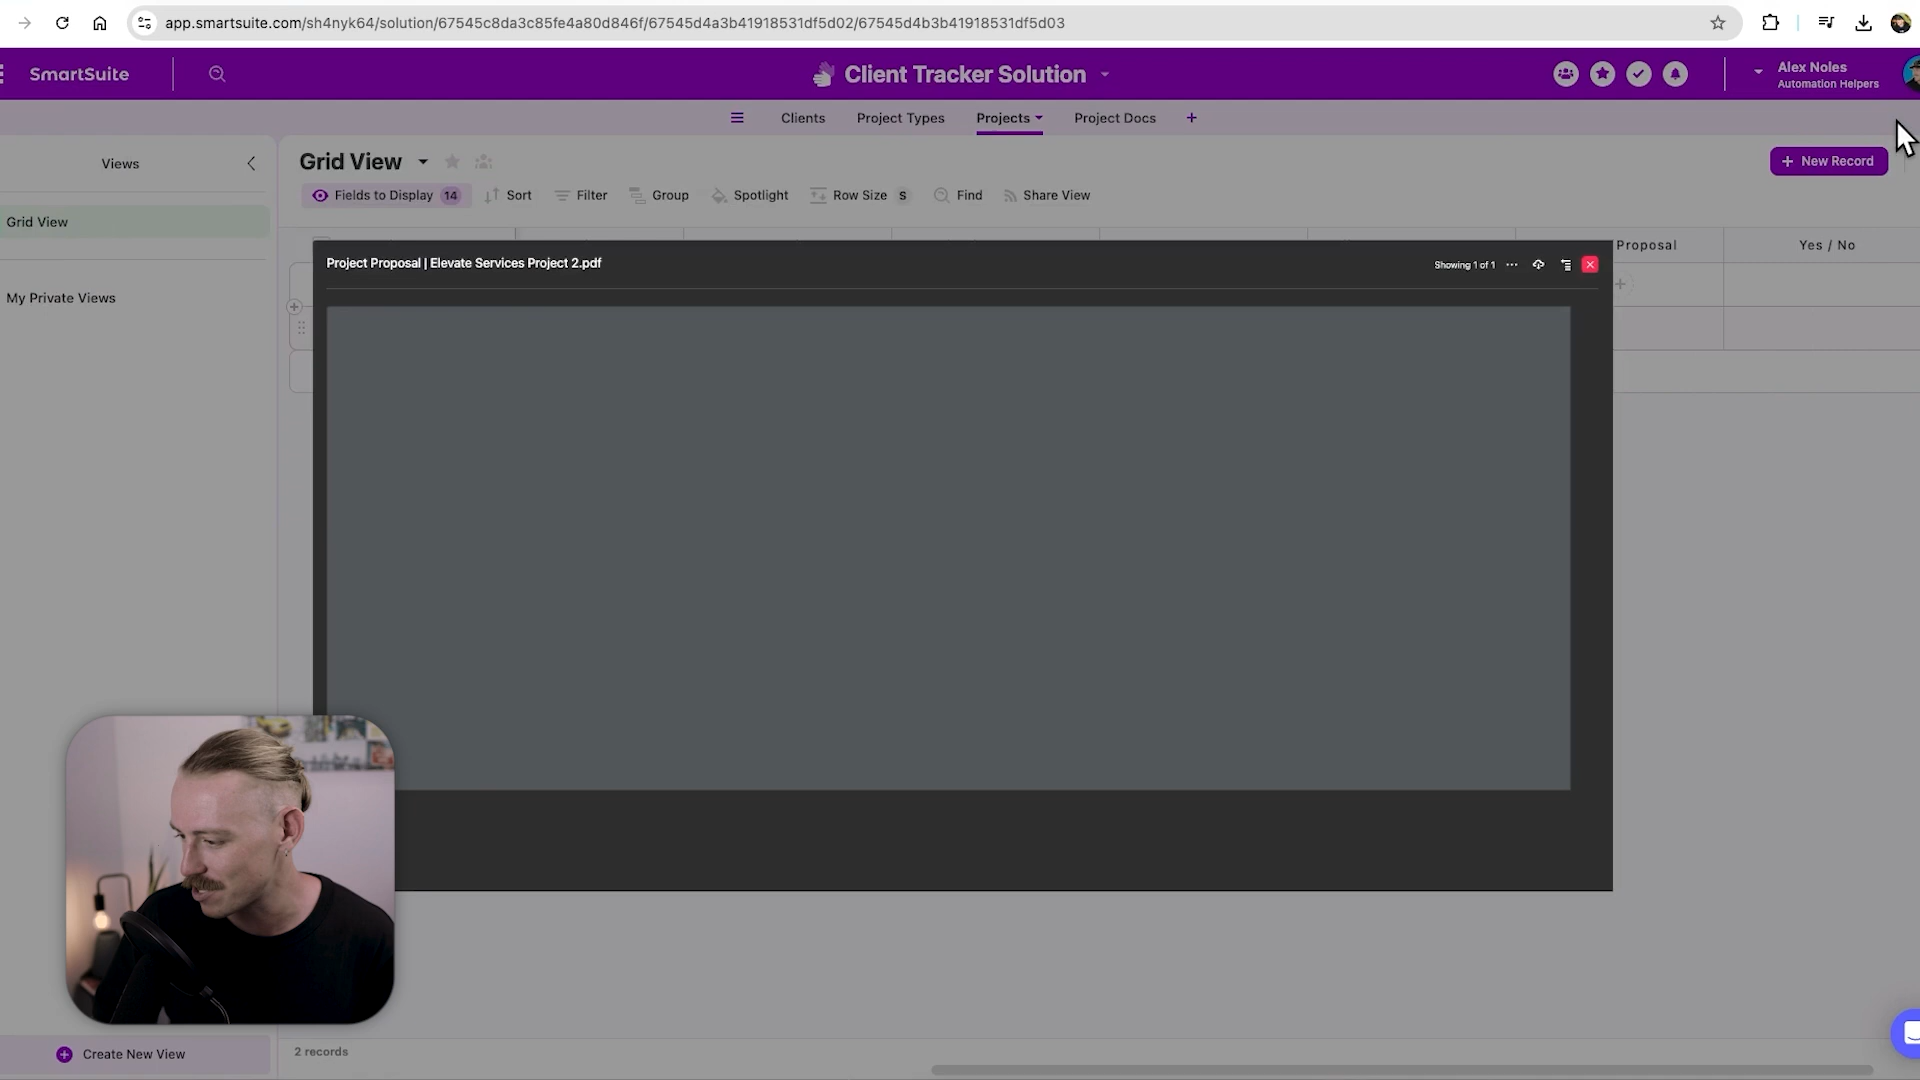 app.smartsuite.com/sh4nyk64/solution/67545c8da3c85fe4a80d846f/67545d4a3b41918531df5d02/67545d4b3b41918531df5d03
SmartSuite
Client Tracker Solution
Alex Noles
Automation Helpers
Clients
Project Types
Projects
Project Docs
Views
Grid View
New Record
Fields to Display 14
Sort
Filter
Group
Spotlight
Row Size S
Find
Share View
Grid View
Proposal
Yes / No
Project Proposal | Elevate Services Project 2.pdf
Showing 1 of 1
My Private Views
Create New View
2 records